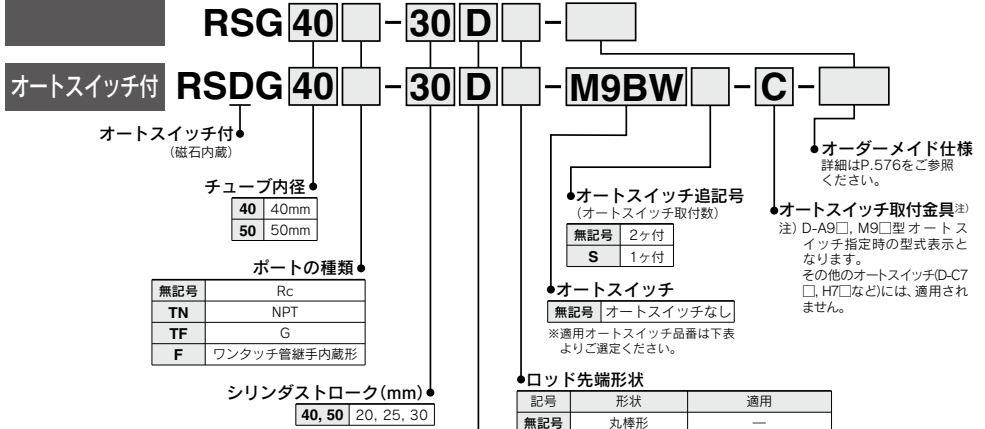 RSG 40 - 30 D -
オートスイッチ付 RSDG 40 - 30 D - M9BW - C -
オートスイッチ付
(磁石内蔵)
チューブ内径
40 40mm
50 50mm
ポートの種類
無記号 Rc
TN NPT
TF G
F ワンタッチ管継手内蔵形
シリンダストローク(mm)
40, 50 20, 25, 30
オートスイッチ追記号
(オートスイッチ取付数)
無記号 2ヶ付
S 1ヶ付
オートスイッチ
無記号 オートスイッチなし
※適用オートスイッチ品番は下表
よりご選定ください。
ロッド先端形状
記号 形状 適用
無記号 丸棒形 —
オーダーメイド仕様
詳細はP.576をご参照
ください。
オートスイッチ取付金具注)
注) D-A9□, M9□型オートス
イッチ指定時の型式表示と
なります。
その他のオートスイッチ(D-C7
□, H7□など)には、適用され
ません。